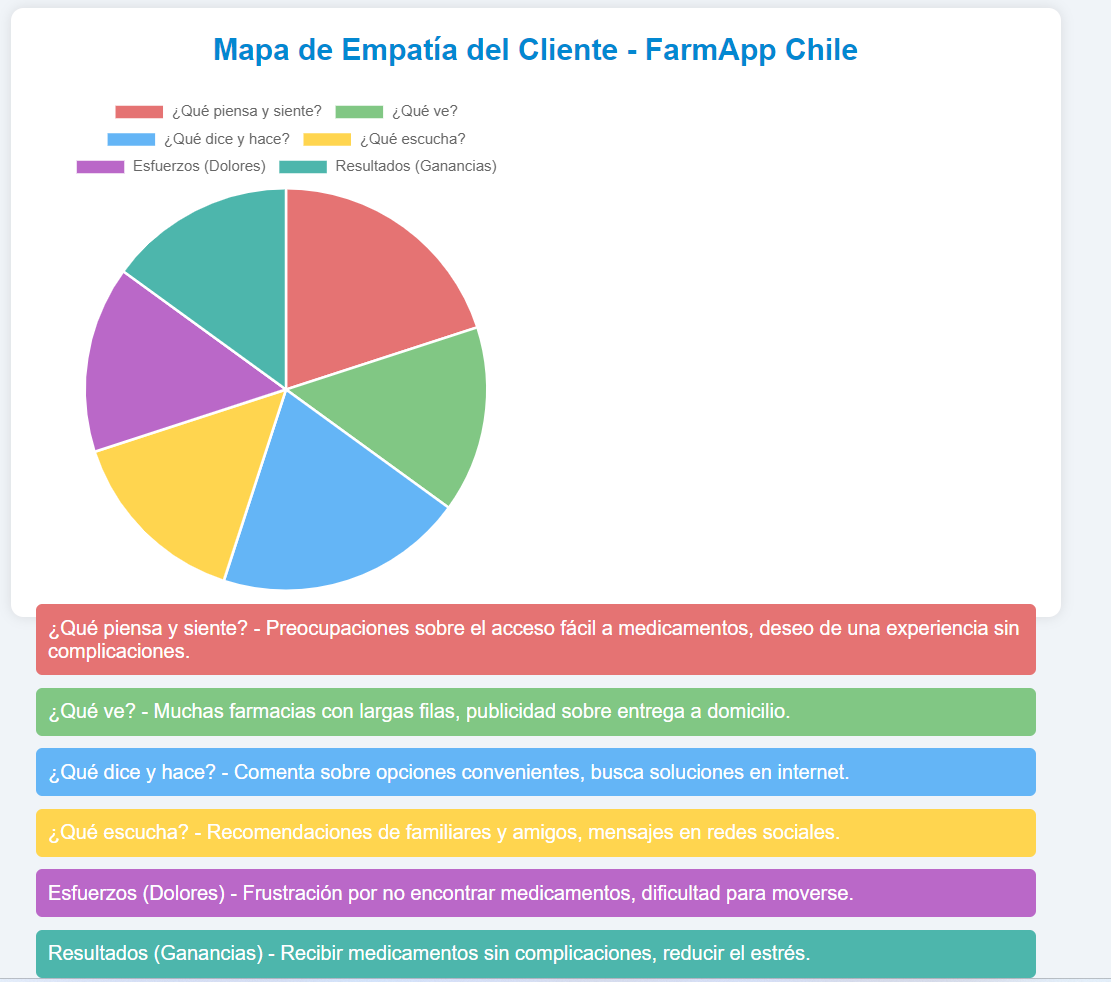 Mapa de Empatía del Cliente - FarmApp Chile
¿Qué piensa y siente? ¿Qué ve?
¿Qué dice y hace? ¿Qué escucha?
Esfuerzos (Dolores) Resultados (Ganancias)
¿Qué piensa y siente? - Preocupaciones sobre el acceso fácil a medicamentos, deseo de una experiencia sin
complicaciones.
¿Qué ve? - Muchas farmacias con largas filas, publicidad sobre entrega a domicilio.
¿Qué dice y hace? - Comenta sobre opciones convenientes, busca soluciones en internet.
¿Qué escucha? - Recomendaciones de familiares y amigos, mensajes en redes sociales.
Esfuerzos (Dolores) - Frustración por no encontrar medicamentos, dificultad para moverse.
Resultados (Ganancias) - Recibir medicamentos sin complicaciones, reducir el estrés.